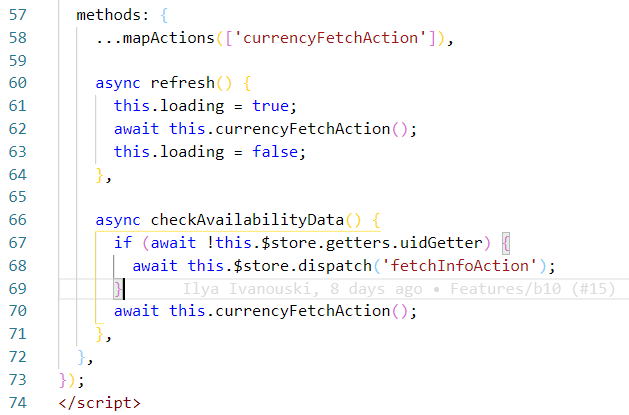 57 methods: {
58 ...mapActions(['currencyFetchAction']),
59
60 async refresh() {
61 this.loading = true;
62 await this.currencyFetchAction();
63 this.loading = false;
64 },
65
66 async checkAvailabilityData() {
67 if (await !this.$store.getters.uidGetter) {
68 await this.$store.dispatch('fetchInfoAction');
69 } Ilya Ivanouski, 8 days ago • Features/b10 (#15)
70 await this.currencyFetchAction();
71 },
72 },
73 });
74 </script>